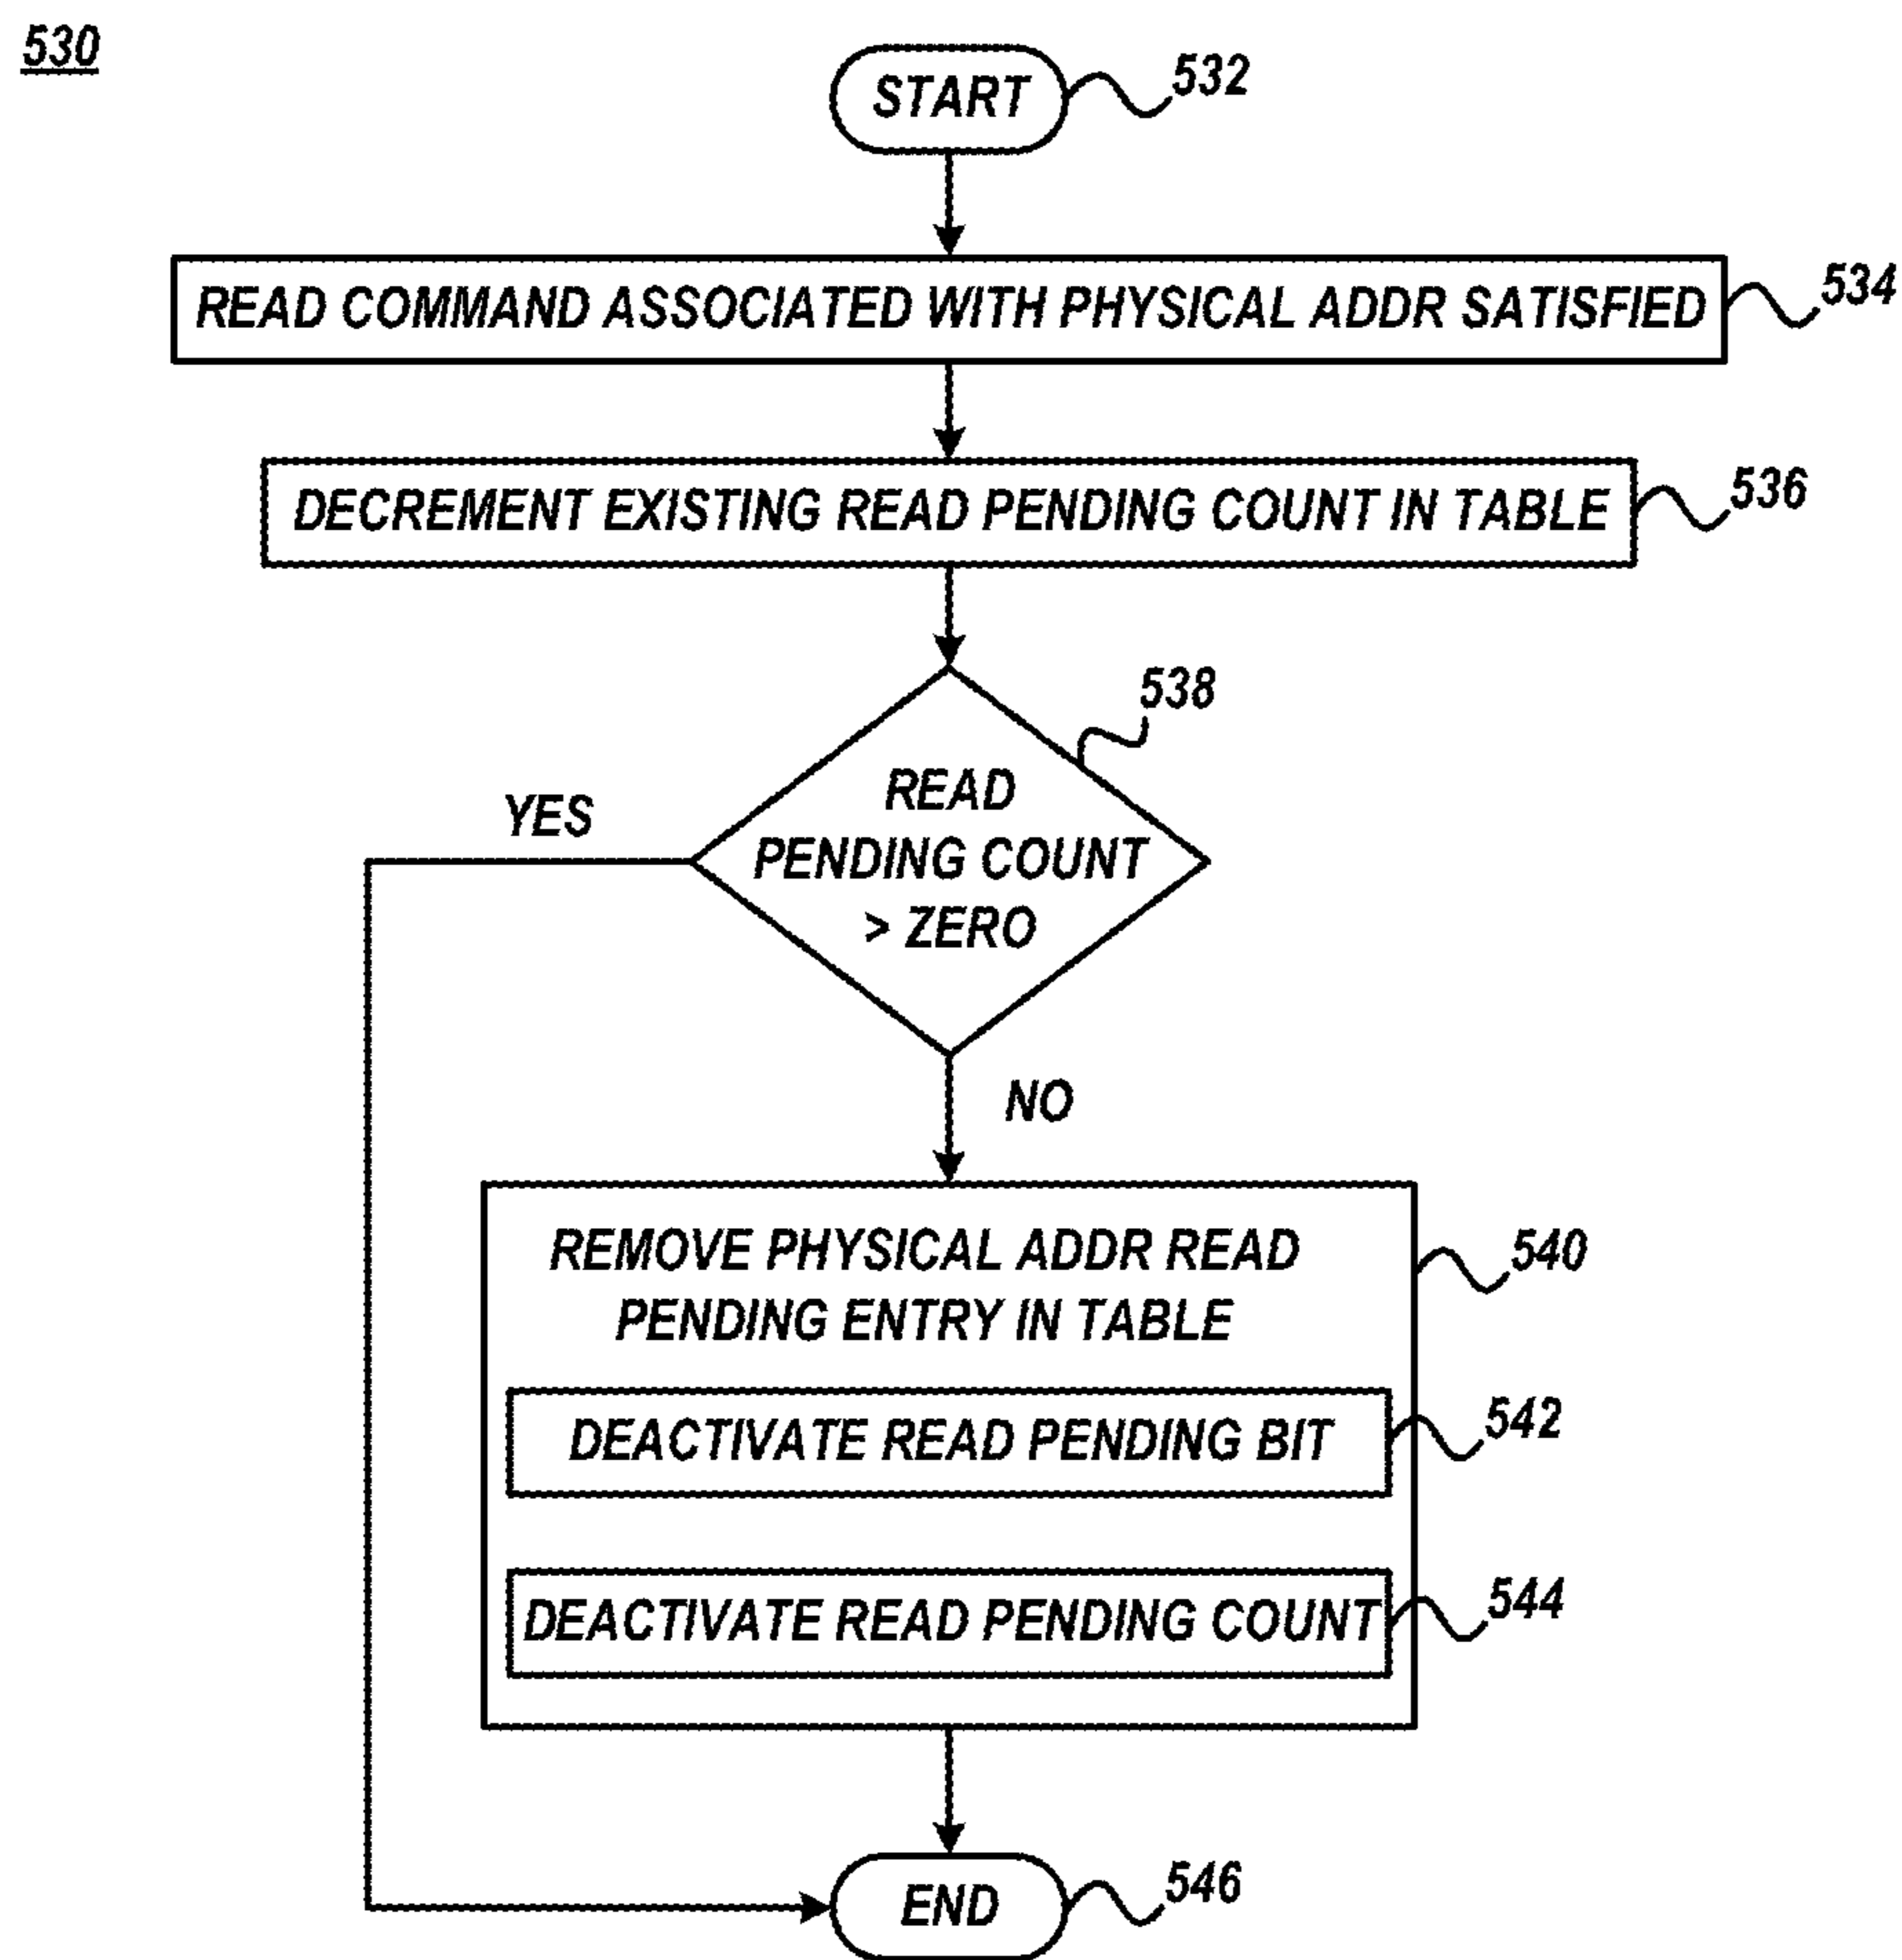 530
START
532
READ COMMAND ASSOCIATED WITH PHYSICAL ADDR SATISFIED
534
DECREMENT EXISTING READ PENDING COUNT IN TABLE
536
538
READ
PENDING COUNT
> ZERO
YES
NO
REMOVE PHYSICAL ADDR READ
PENDING ENTRY IN TABLE
540
DEACTIVATE READ PENDING BIT
542
DEACTIVATE READ PENDING COUNT
544
END
546